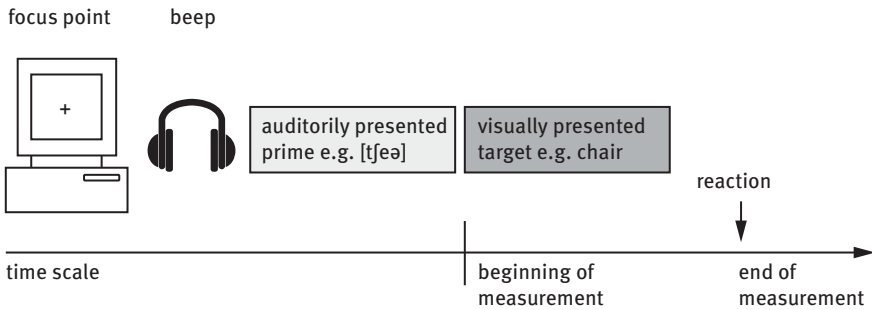 focus point
beep
+
auditorily presented
prime e.g. [tʃeə]
visually presented
target e.g. chair
reaction
time scale
beginning of
measurement
end of
measurement